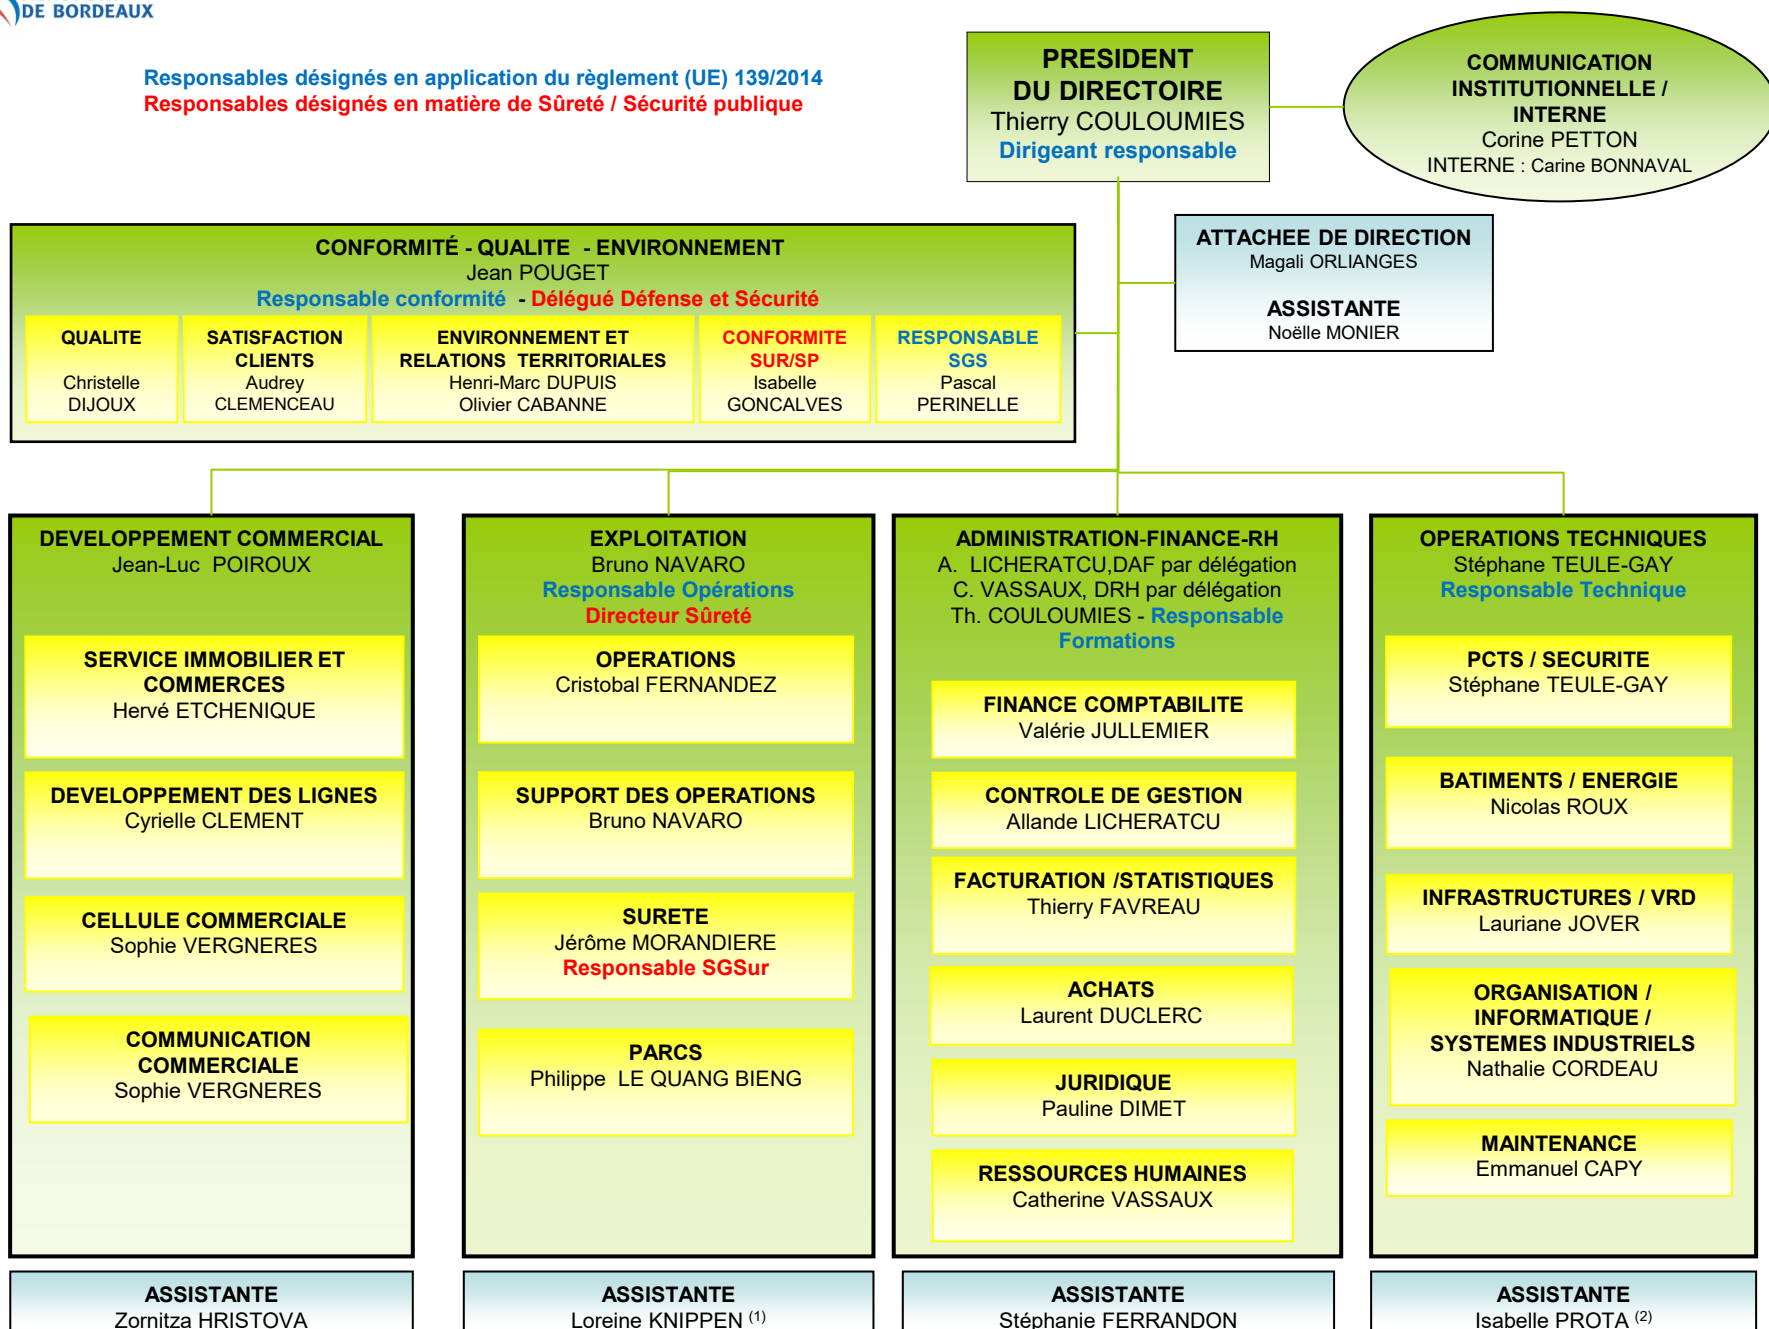 DE BORDEAUX
Responsables désignés en application du règlement (UE) 139/2014
Responsables désignés en matière de Sûreté / Sécurité publique
PRESIDENT
DU DIRECTOIRE
Thierry COULOUMIES
Dirigeant responsable
COMMUNICATION
INSTITUTIONNELLE /
INTERNE
Corine PETTON
INTERNE : Carine BONNAVAL
ATTACHEE DE DIRECTION
Magali ORLIANGES
ASSISTANTE
Noëlle MONIER
CONFORMITÉ - QUALITE - ENVIRONNEMENT
Jean POUGET
Responsable conformité - Délégué Défense et Sécurité
QUALITE
Christelle
DIJOUX
SATISFACTION
CLIENTS
Audrey
CLEMENCEAU
ENVIRONNEMENT ET
RELATIONS TERRITORIALES
Henri-Marc DUPUIS
Olivier CABANNE
CONFORMITE
SUR/SP
Isabelle
GONCALVES
RESPONSABLE
SGS
Pascal
PERINELLE
DEVELOPPEMENT COMMERCIAL
Jean-Luc POIROUX
SERVICE IMMOBILIER ET
COMMERCES
Hervé ETCHENIQUE
DEVELOPPEMENT DES LIGNES
Cyrielle CLEMENT
CELLULE COMMERCIALE
Sophie VERGNERES
COMMUNICATION
COMMERCIALE
Sophie VERGNERES
ASSISTANTE
Zornitza HRISTOVA
EXPLOITATION
Bruno NAVARO
Responsable Opérations
Directeur Sûreté
OPERATIONS
Cristobal FERNANDEZ
SUPPORT DES OPERATIONS
Bruno NAVARO
SURETE
Jérôme MORANDIERE
Responsable SGSur
PARCS
Philippe LE QUANG BIENG
ASSISTANTE
Loreine KNIPPEN (1)
ADMINISTRATION-FINANCE-RH
A. LICHERATCU,DAF par délégation
C. VASSAUX, DRH par délégation
Th. COULOUMIES - Responsable
Formations
FINANCE COMPTABILITE
Valérie JULLEMIER
CONTROLE DE GESTION
Allande LICHERATCU
FACTURATION /STATISTIQUES
Thierry FAVREAU
ACHATS
Laurent DUCLERC
JURIDIQUE
Pauline DIMET
RESSOURCES HUMAINES
Catherine VASSAUX
ASSISTANTE
Stéphanie FERRANDON
OPERATIONS TECHNIQUES
Stéphane TEULE-GAY
Responsable Technique
PCTS / SECURITE
Stéphane TEULE-GAY
BATIMENTS / ENERGIE
Nicolas ROUX
INFRASTRUCTURES / VRD
Lauriane JOVER
ORGANISATION /
INFORMATIQUE /
SYSTEMES INDUSTRIELS
Nathalie CORDEAU
MAINTENANCE
Emmanuel CAPY
ASSISTANTE
Isabelle PROTA (2)